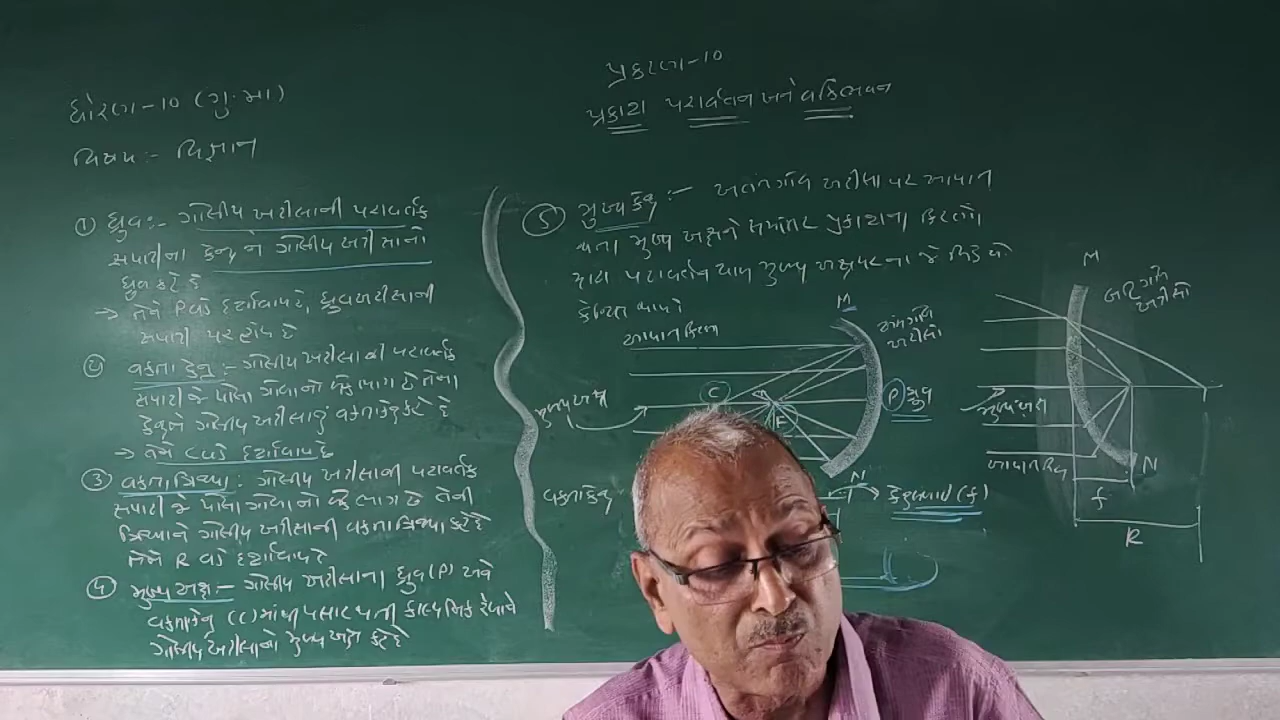 ધોરણ-10 (ગુ.મા)
વિષય:- વિજ્ઞાન
પ્રકરણ-10
પ્રકાશ પરાવર્તન અને વક્રિભવન
① ધ્રુવ:- ગોલીય અરીસાની પરાવર્તક
સપાટીના કેન્દ્રને ગોલીય અરીસાનો
ધ્રુવ કહે છે
→ તેને P વડે દર્શાવાય છે, ધ્રુવ અરીસાની
સપાટી પર હોય છે
② વક્રતા કેન્દ્ર:- ગોલીય અરીસાની પરાવર્તક
સપાટી જે પોલા ગોળાનો ભાગ છે તેના
કેન્દ્રને ગોલીય અરીસાનું વક્રતાકેન્દ્ર કહે છે
→ તેને C વડે દર્શાવાય છે
③ વક્રતાત્રિજ્યા: ગોલીય અરીસાની પરાવર્તક
સપાટી જે પોલા ગોળાનો ભાગ છે તેની
ત્રિજ્યાને ગોલીય અરીસાની વક્રતાત્રિજ્યા કહે છે
તેને R વડે દર્શાવાય છે
④ મુખ્ય અક્ષ:- ગોલીય અરીસાના ધ્રુવ (P) અને
વક્રતાકેન્દ્ર (C) માંથી પસાર થતી કાલ્પનિક રેખાને
ગોલીય અરીસાની મુખ્ય અક્ષ કહે છે
⑤ મુખ્ય કેન્દ્ર:- અંતર્ગોળ અરીસા પર આપાત
થતા મુખ્ય અક્ષને સમાંતર પ્રકાશના કિરણો
પરાવર્તન પામી મુખ્ય અક્ષ પરના જે બિંદુએ
કેન્દ્રિત થાય
આપાત કિરણ
M
અંતર્ગોળ
અરીસો
મુખ્ય અક્ષ
C
F
P ધ્રુવ
વક્રતાકેન્દ્ર
N
કેન્દ્રલંબાઈ (f)
M
બહિર્ગોળ
અરીસો
મુખ્યઅક્ષ
આપાત કિરણ
N
f
R